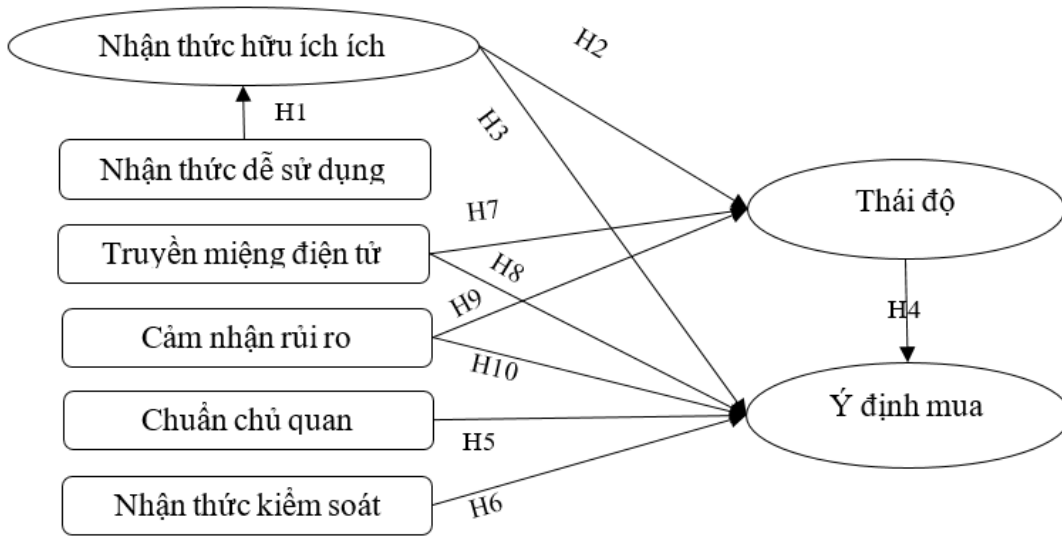 Nhận thức hữu ích ích
H2
H1
H3
Nhận thức dễ sử dụng
Thái độ
H7
Truyền miệng điện tử
H8
H9
H4
Cảm nhận rủi ro
H10
Ý định mua
Chuẩn chủ quan
H5
Nhận thức kiểm soát
H6